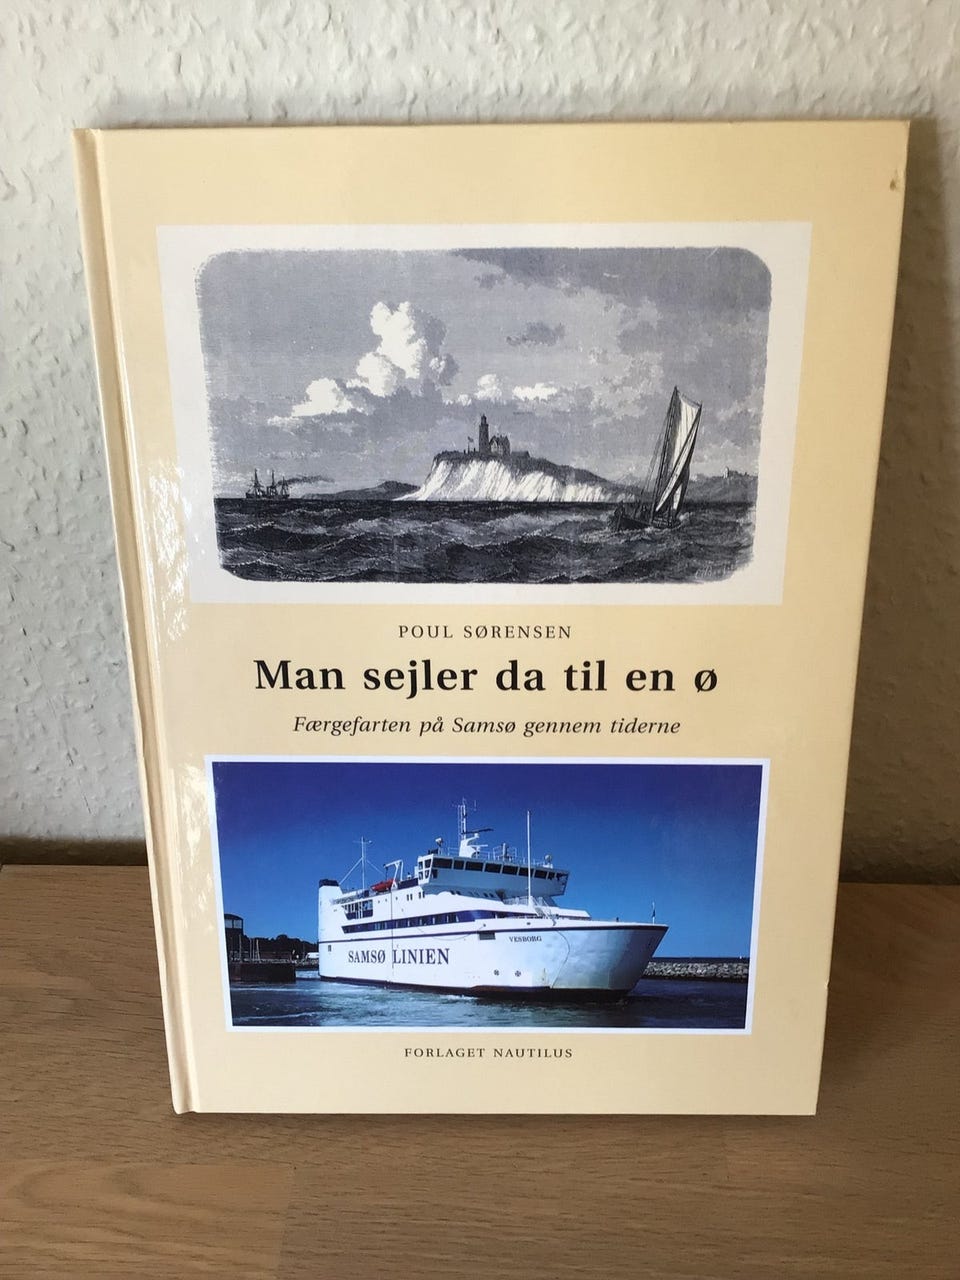 POUL SØRENSEN
Man sejler da til en ø
Færgefarten på Samsø gennem tiderne
VESBORG
SAMSØ LINIEN
FORLAGET NAUTILUS